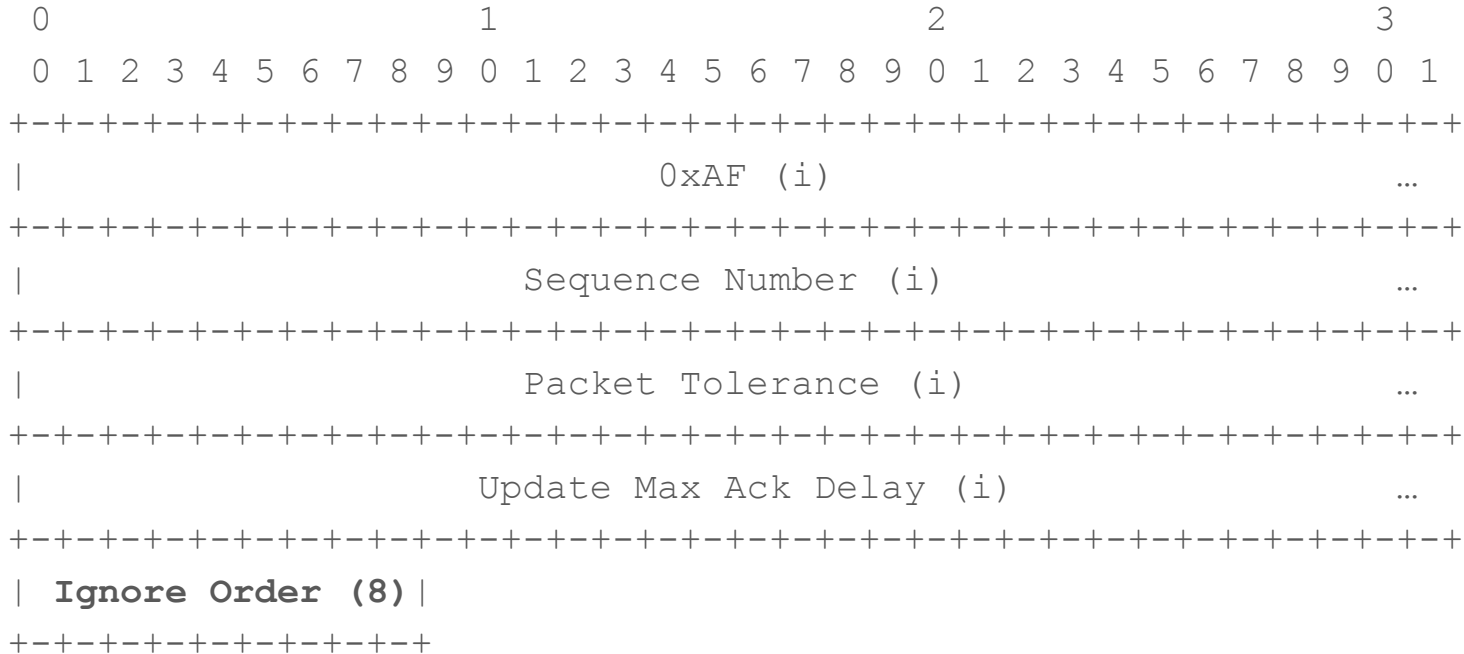 0                   1                   2                   3
 0 1 2 3 4 5 6 7 8 9 0 1 2 3 4 5 6 7 8 9 0 1 2 3 4 5 6 7 8 9 0 1
+-+-+-+-+-+-+-+-+-+-+-+-+-+-+-+-+-+-+-+-+-+-+-+-+-+-+-+-+-+-+-+-+
|                            0xAF (i)                         …
+-+-+-+-+-+-+-+-+-+-+-+-+-+-+-+-+-+-+-+-+-+-+-+-+-+-+-+-+-+-+-+-+
|                      Sequence Number (i)                    …
+-+-+-+-+-+-+-+-+-+-+-+-+-+-+-+-+-+-+-+-+-+-+-+-+-+-+-+-+-+-+-+-+
|                      Packet Tolerance (i)                   …
+-+-+-+-+-+-+-+-+-+-+-+-+-+-+-+-+-+-+-+-+-+-+-+-+-+-+-+-+-+-+-+-+
|                    Update Max Ack Delay (i)                 …
+-+-+-+-+-+-+-+-+-+-+-+-+-+-+-+-+-+-+-+-+-+-+-+-+-+-+-+-+-+-+-+-+
| Ignore Order (8)|
+-+-+-+-+-+-+-+-+-+